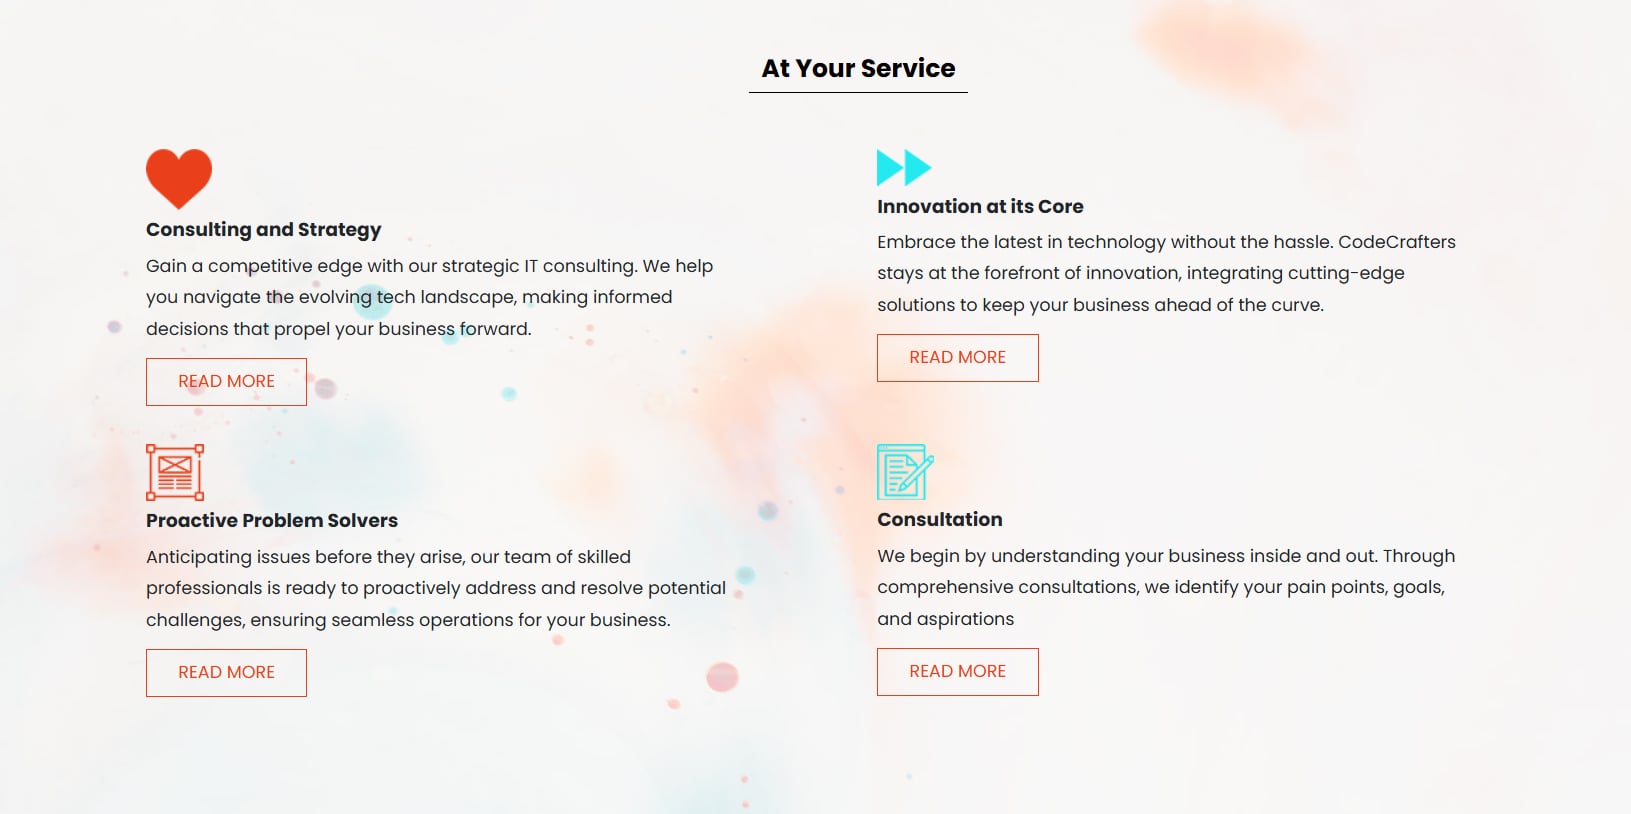 At Your Service
Consulting and Strategy
Gain a competitive edge with our strategic IT consulting. We help
you navigate the evolving tech landscape, making informed
decisions that propel your business forward.
READ MORE
Innovation at its Core
Embrace the latest in technology without the hassle. CodeCrafters
stays at the forefront of innovation, integrating cutting-edge
solutions to keep your business ahead of the curve.
READ MORE
Proactive Problem Solvers
Anticipating issues before they arise, our team of skilled
professionals is ready to proactively address and resolve potential
challenges, ensuring seamless operations for your business.
READ MORE
Consultation
We begin by understanding your business inside and out. Through
comprehensive consultations, we identify your pain points, goals,
and aspirations
READ MORE